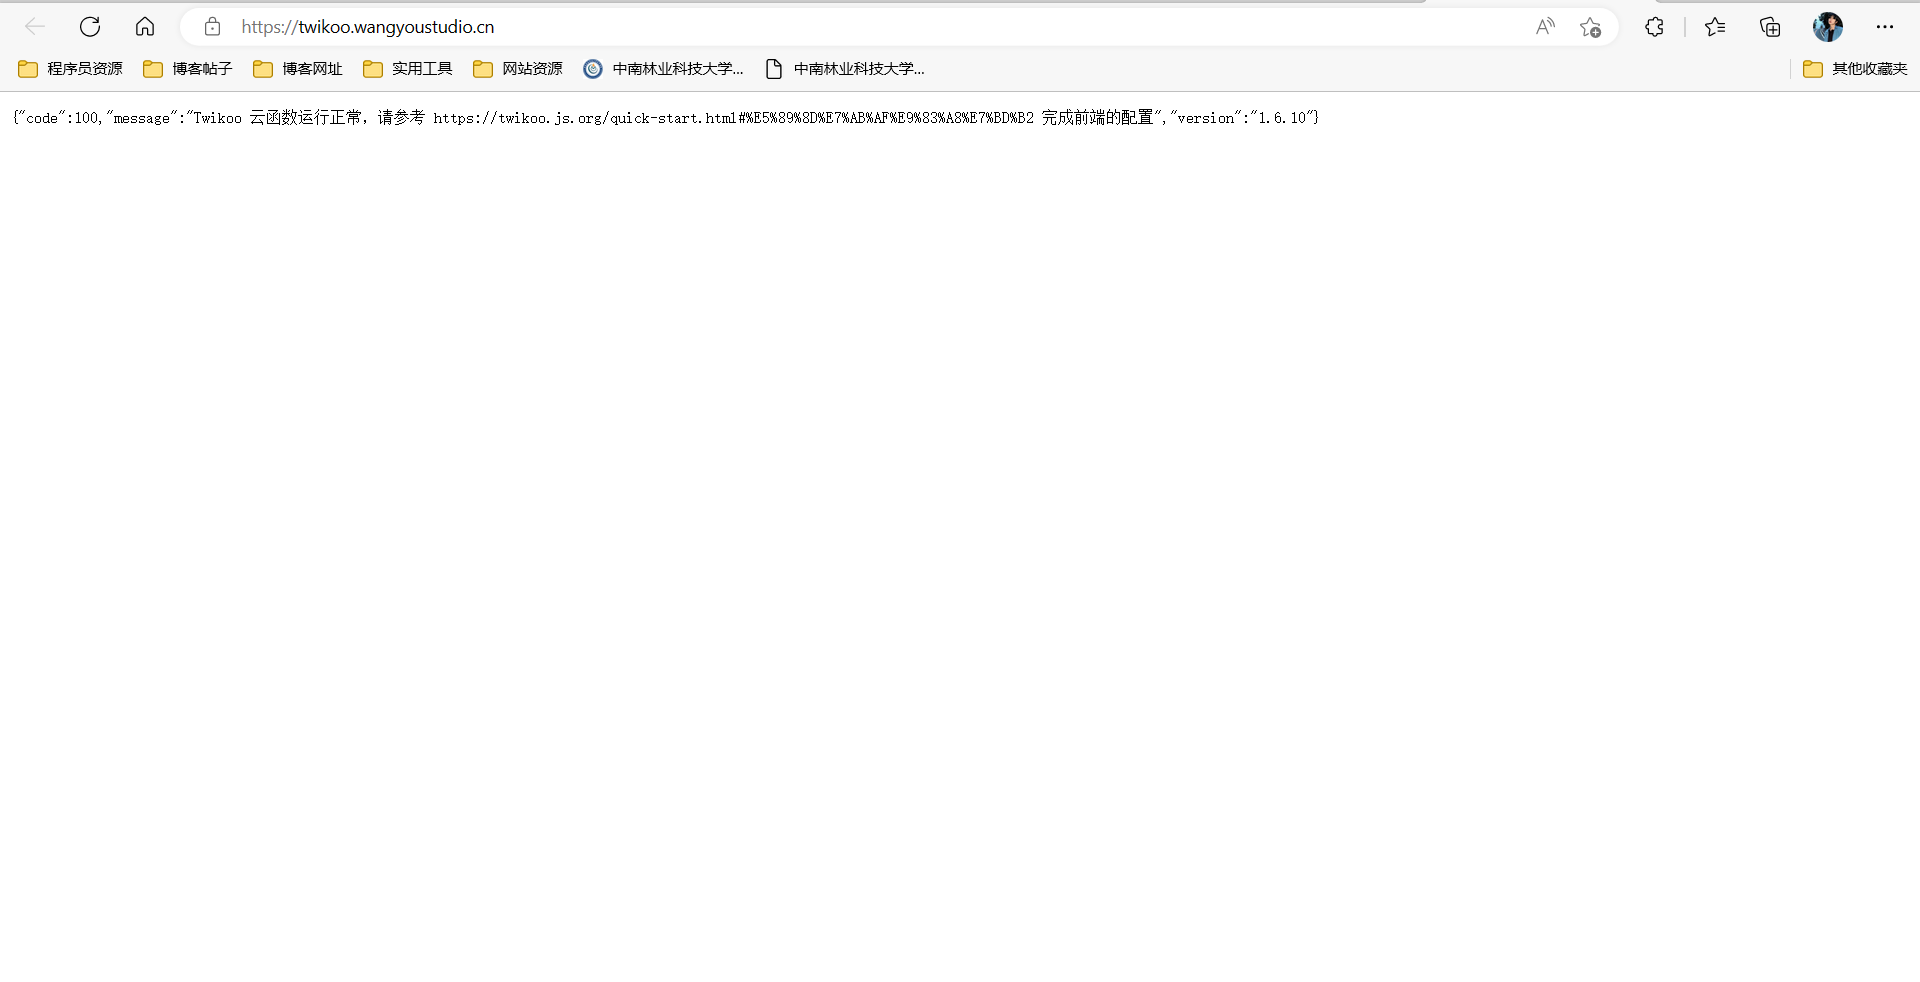 https://twikoo.wangyoustudio.cn
程序员资源 博客帖子 博客网址 实用工具 网站资源 中南林业科技大学... 中南林业科技大学... 其他收藏夹
{"code":100,"message":"Twikoo 云函数运行正常，请参考 https://twikoo.js.org/quick-start.html#%E5%89%8D%E7%AB%AF%E9%83%A8%E7%BD%B2 完成前端的配置","version":"1.6.10"}